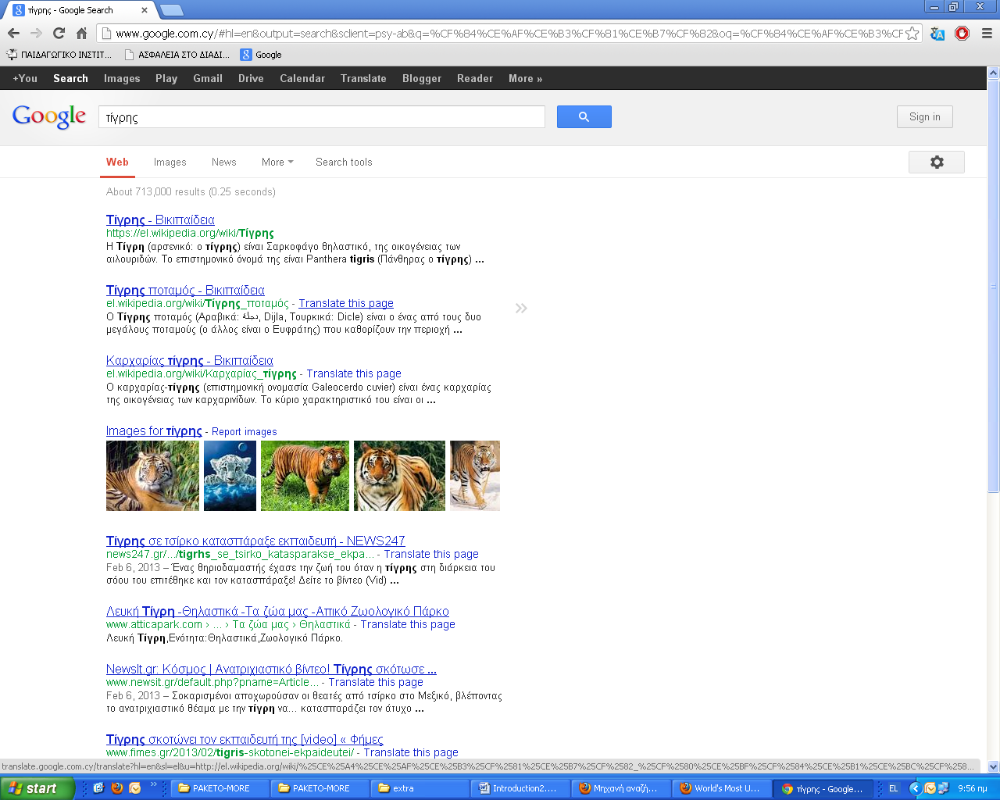 τίγρης - Google Search
www.google.com.cy/#hl=en&output=search&sclient=psy-ab&q=%CF%84%CE%AF%CE%B3%CF%81%CE%B7%CF%82&oq=%CF%84%CE%AF%CE%B3%CF
ΠΑΙΔΑΓΩΓΙΚΟ ΙΝΣΤΙΤ... ΑΣΦΑΛΕΙΑ ΣΤΟ ΔΙΑΔΙ... Google
+You Search Images Play Gmail Drive Calendar Translate Blogger Reader More »
Google τίγρης Sign in
Web Images News More Search tools
About 713,000 results (0.25 seconds)
Τίγρης - Βικιπαίδεια
https://el.wikipedia.org/wiki/Τίγρης
Η Τίγρη (αρσενικό: ο τίγρης) είναι Σαρκοφάγο θηλαστικό, της οικογένειας των
αιλουριδών. Το επιστημονικό όνομά της είναι Panthera tigris (Πάνθηρας ο τίγρης) ...
Τίγρης ποταμός - Βικιπαίδεια
el.wikipedia.org/wiki/Τίγρης_ποταμός - Translate this page
Ο Τίγρης ποταμός (Αραβικά: دجلة, Dijla, Τουρκικά: Dicle) είναι ο ένας από τους δυο
μεγάλους ποταμούς (ο άλλος είναι ο Ευφράτης) που καθορίζουν την περιοχή ...
Καρχαρίας τίγρης - Βικιπαίδεια
el.wikipedia.org/wiki/Καρχαρίας_τίγρης - Translate this page
Ο καρχαρίας-τίγρης (επιστημονική ονομασία Galeocerdo cuvier) είναι ένας καρχαρίας
της οικογένειας των καρχαρινίδων. Το κύριο χαρακτηριστικό του είναι οι ...
Images for τίγρης - Report images
Τίγρης σε τσίρκο κατασπάραξε εκπαιδευτή - NEWS247
news247.gr/.../tigrhs_se_tsirko_katasparakse_ekpa... - Translate this page
Feb 6, 2013 – Ένας θηριοδαμαστής έχασε την ζωή του όταν η τίγρης στη διάρκεια του
σόου του επιτέθηκε και τον κατασπάραξε! Δείτε το βίντεο (Vid) ...
Λευκή Τίγρη -Θηλαστικά -Τα ζώα μας -Αττικό Ζωολογικό Πάρκο
www.atticapark.com › ... › Τα ζώα μας › Θηλαστικά - Translate this page
Λευκή Τίγρη,Ενότητα:Θηλαστικά,Ζωολογικό Πάρκο.
NewsIt.gr: Κόσμος | Ανατριχιαστικό βίντεο! Τίγρης σκότωσε ...
www.newsit.gr/default.php?pname=Article... - Translate this page
Feb 6, 2013 – Σοκαρισμένοι αποχωρούσαν οι θεατές από τσίρκο στο Μεξικό, βλέποντας
το ανατριχιαστικό θέαμα με την τίγρη να... κατασπαράζει τον άτυχο ...
Τίγρης σκοτώνει τον εκπαιδευτή της [video] « Φήμες
www.fimes.gr/2013/02/tigris-skotonei-ekpaideutei/ - Translate this page
translate.google.com.cy/translate?hl=en&sl=el&u=http://el.wikipedia.org/wiki/%25CE%25A4%25CE%25AF%25CE%25B3%25CF%2581%25CE%25B7%25CF%2582_%25CF%2580%25CE%25BF%25CF%2584%25CE%25B1%25CE%25BC%25CF%258...
start PAKETO-MORE PAKETO-MORE extra Introduction2.... Μηχανή αναζή... World's Most U... τίγρης - Google... EL 9:56 πμ